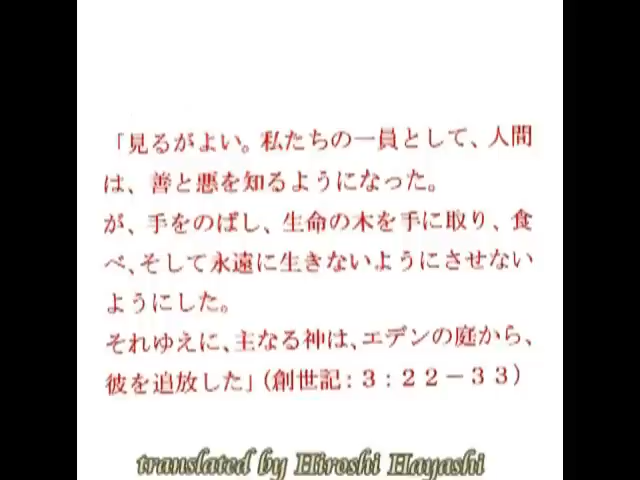 「見るがよい。私たちの一員として、人間
は、善と悪を知るようになった。
が、手をのばし、生命の木を手に取り、食
べ、そして永遠に生きないようにさせない
ようにした。
それゆえに、主なる神は、エデンの庭から、
彼を追放した」（創世記：３：２２－３３）
translated by Hiroshi Hayashi